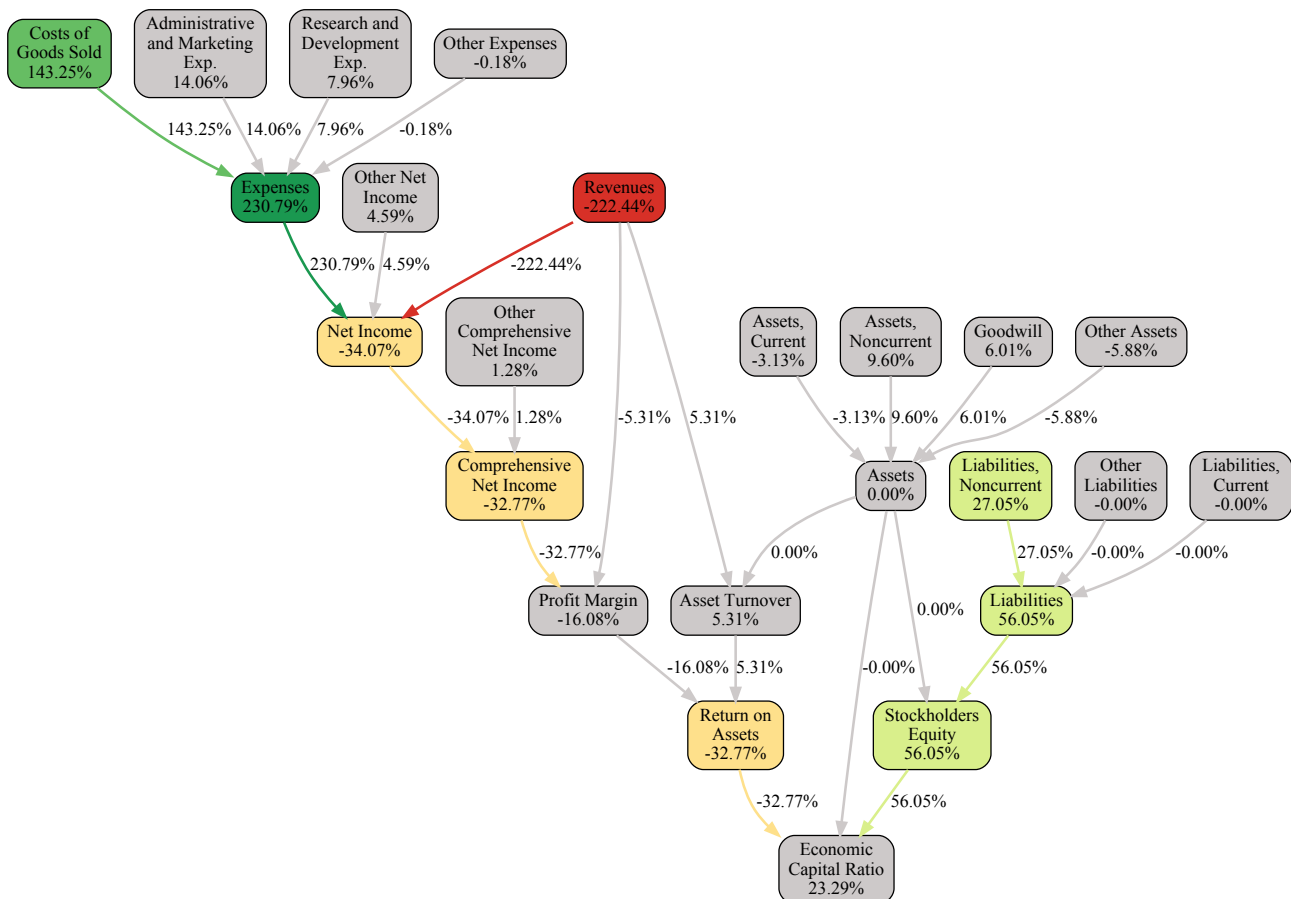 Costs of
Goods Sold
143.25%
Administrative
and Marketing
Exp.
14.06%
Research and
Development
Exp.
7.96%
Other Expenses
-0.18%
143.25%
14.06%
7.96%
-0.18%
Expenses
230.79%
Other Net
Income
4.59%
Revenues
-222.44%
230.79%
4.59%
-222.44%
Net Income
-34.07%
Other
Comprehensive
Net Income
1.28%
Assets,
Current
-3.13%
Assets,
Noncurrent
9.60%
Goodwill
6.01%
Other Assets
-5.88%
-34.07%
1.28%
-5.31%
5.31%
-3.13%
9.60%
6.01%
-5.88%
Comprehensive
Net Income
-32.77%
Assets
0.00%
Liabilities,
Noncurrent
27.05%
Other
Liabilities
-0.00%
Liabilities,
Current
-0.00%
-32.77%
0.00%
27.05%
-0.00%
-0.00%
Profit Margin
-16.08%
Asset Turnover
5.31%
0.00%
Liabilities
56.05%
-16.08%
5.31%
-0.00%
56.05%
Return on
Assets
-32.77%
Stockholders
Equity
56.05%
-32.77%
56.05%
Economic
Capital Ratio
23.29%